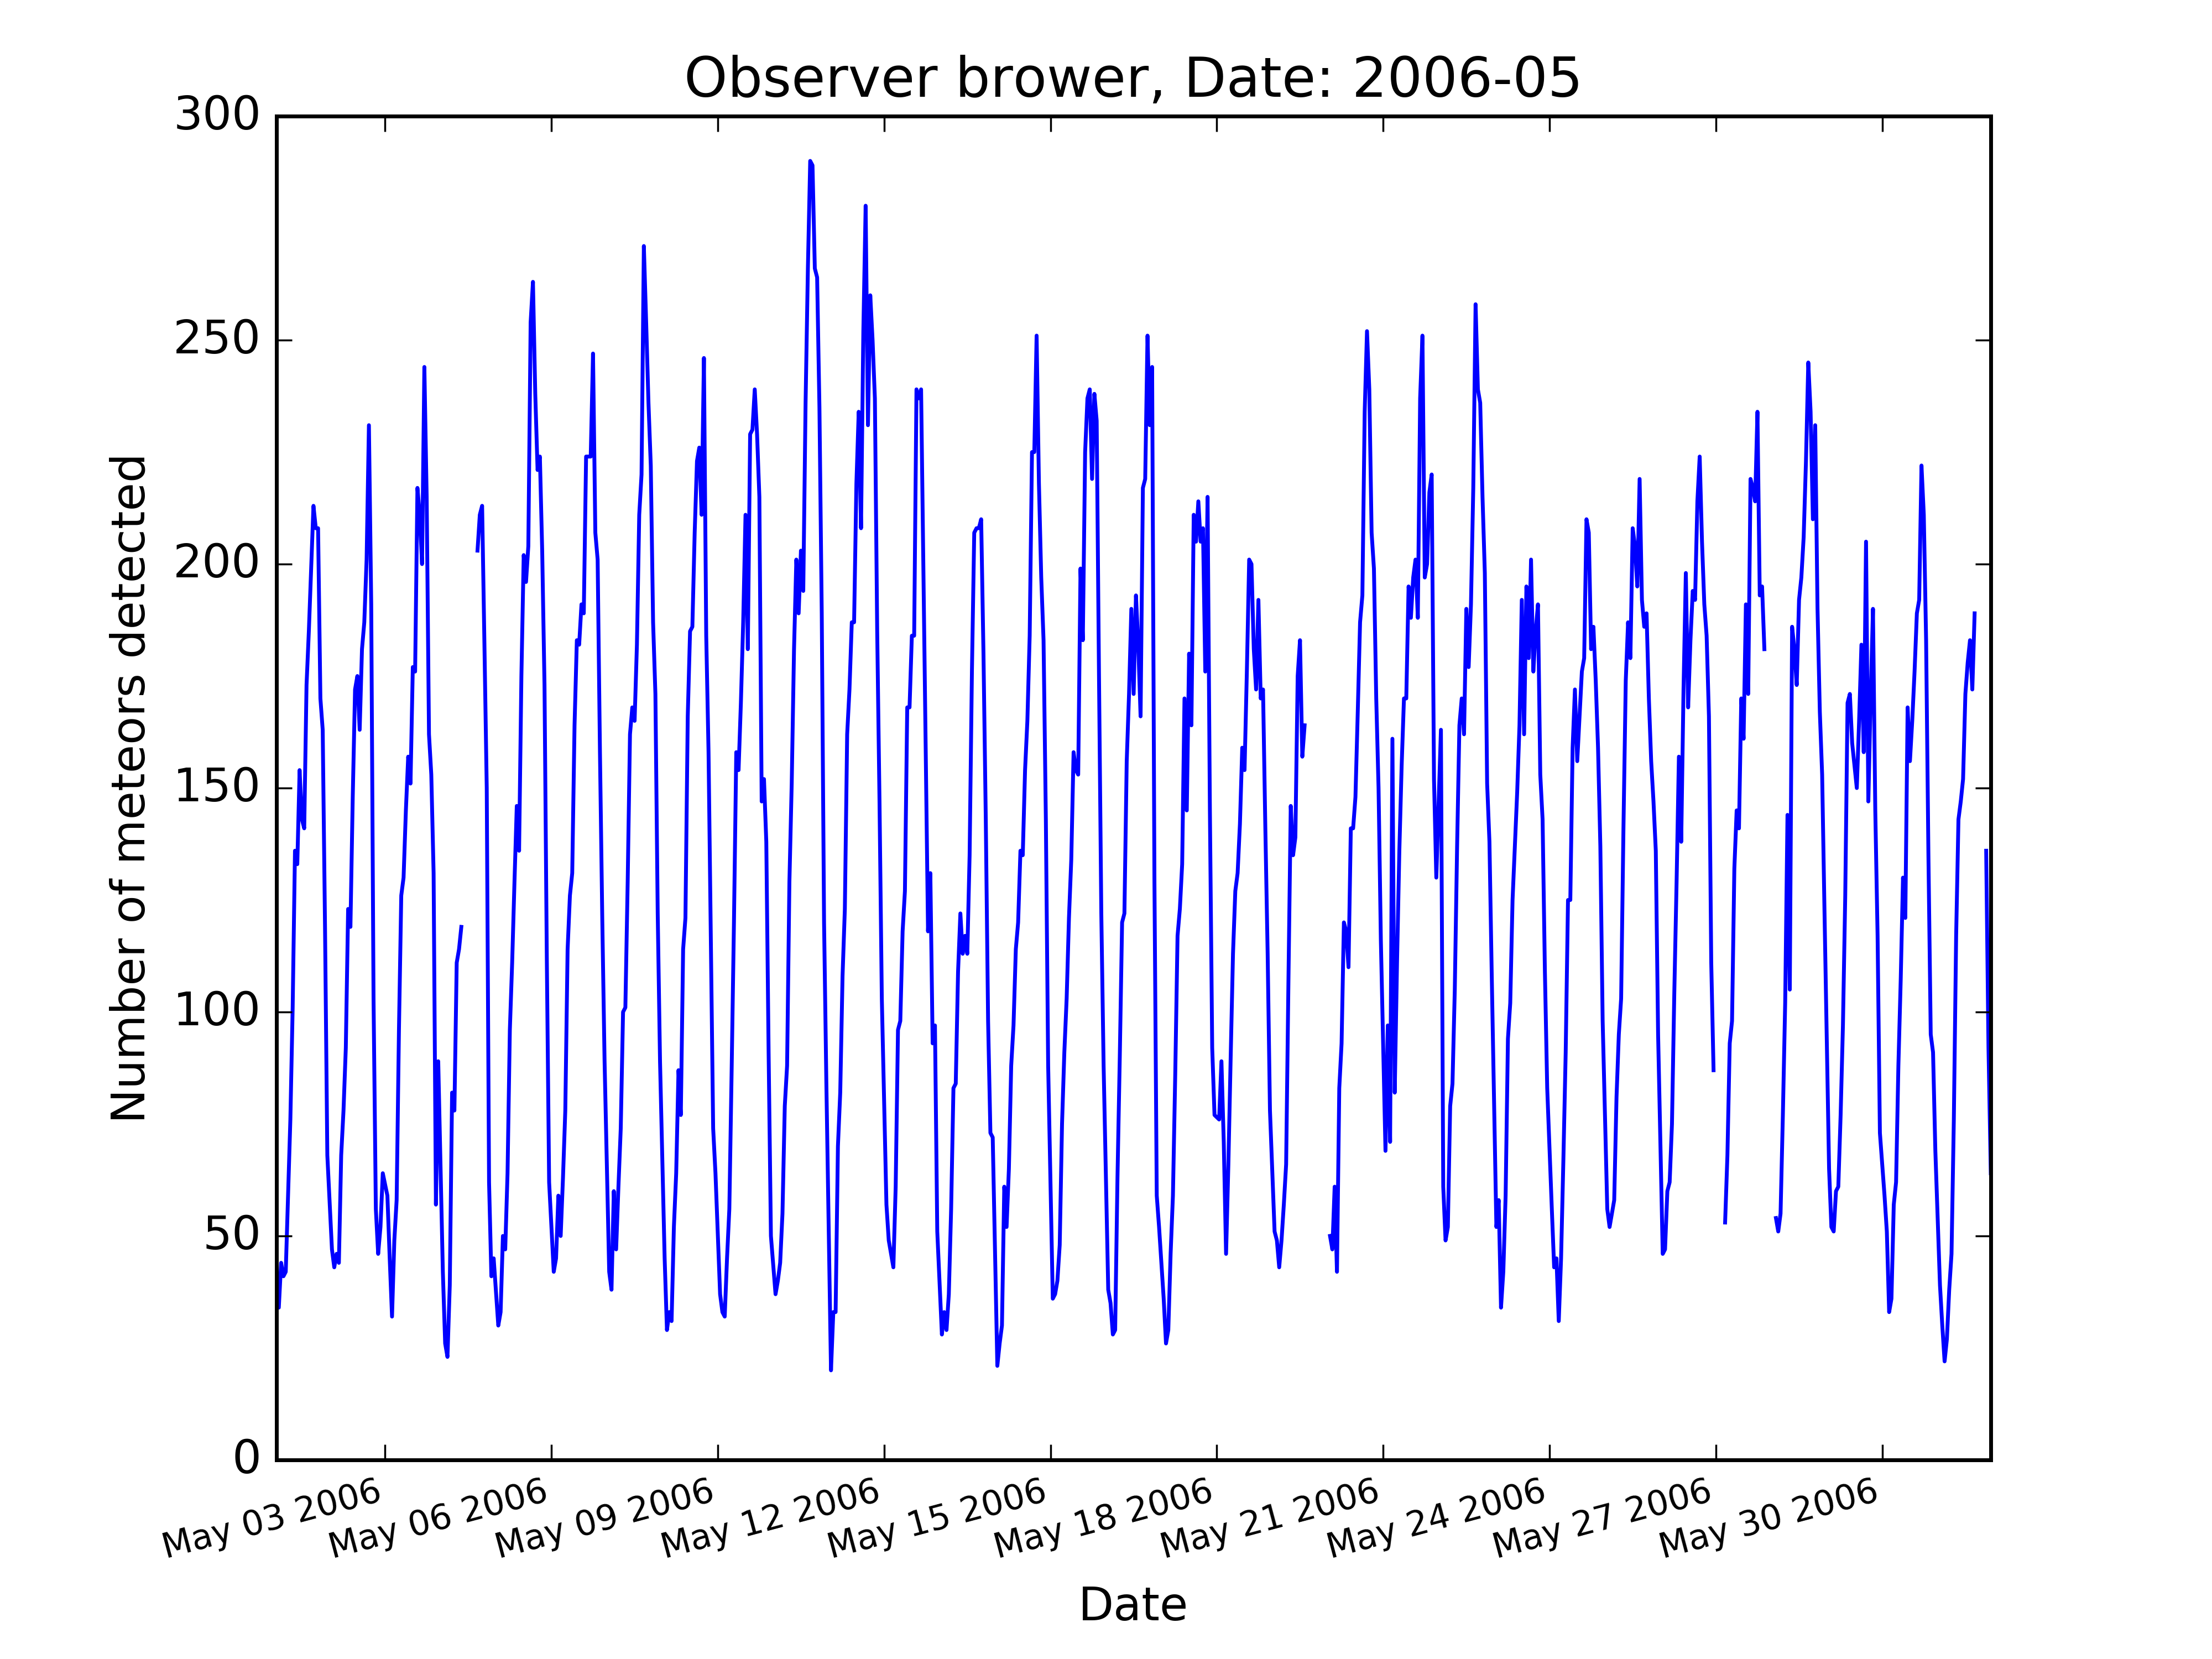 Observer brower, Date: 2006-05
300
250
200
150
100
50
0
Number of meteors detected
May 03 2006
May 06 2006
May 09 2006
May 12 2006
May 15 2006
May 18 2006
May 21 2006
May 24 2006
May 27 2006
May 30 2006
Date